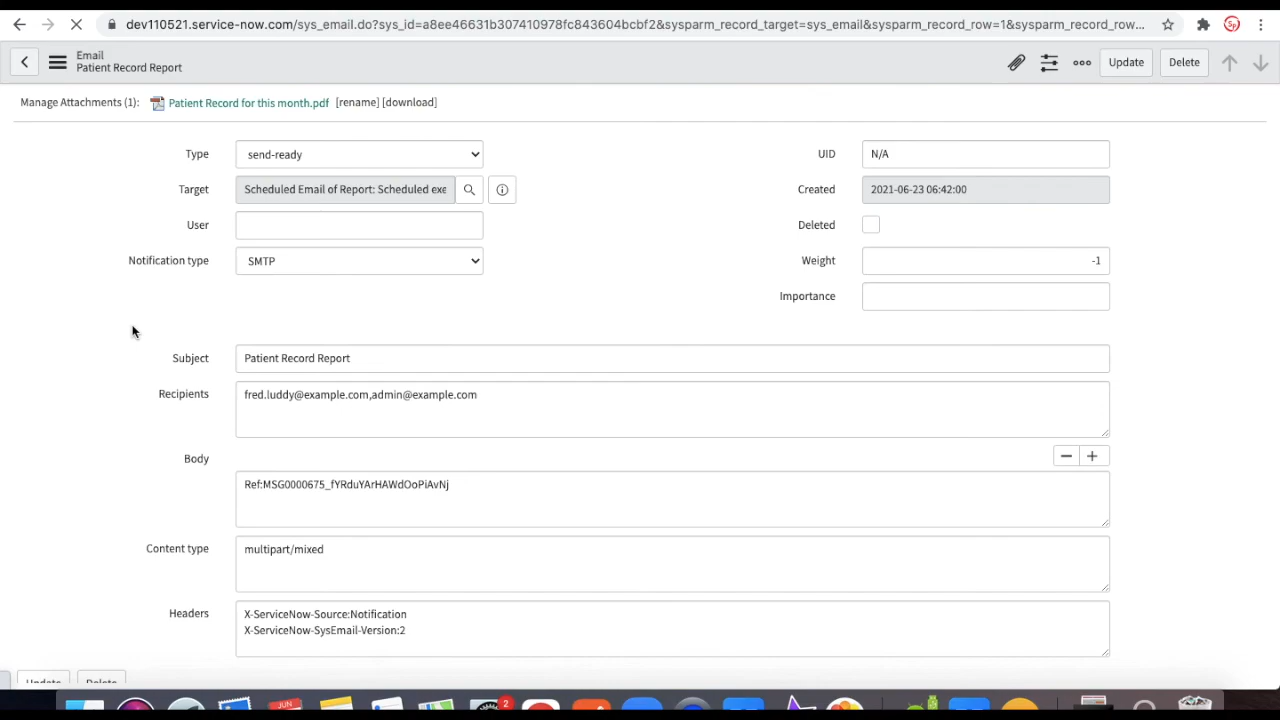 dev110521.service-now.com/sys_email.do?sys_id=a8ee46631b307410978fc843604bcbf2&sysparm_record_target=sys_email&sysparm_record_row=1&sysparm_record_row...
Email
Patient Record Report
Update
Delete
Manage Attachments (1): Patient Record for this month.pdf [rename] [download]
Type
send-ready
UID
N/A
Target
Scheduled Email of Report: Scheduled exe
Created
2021-06-23 06:42:00
User
Deleted
Notification type
SMTP
Weight
-1
Importance
Subject
Patient Record Report
Recipients
fred.luddy@example.com,admin@example.com
Body
Ref:MSG0000675_fYRduYArHAWdOoPiAvNj
Content type
multipart/mixed
Headers
X-ServiceNow-Source:Notification
X-ServiceNow-SysEmail-Version:2
Update
Delete
JUN
2